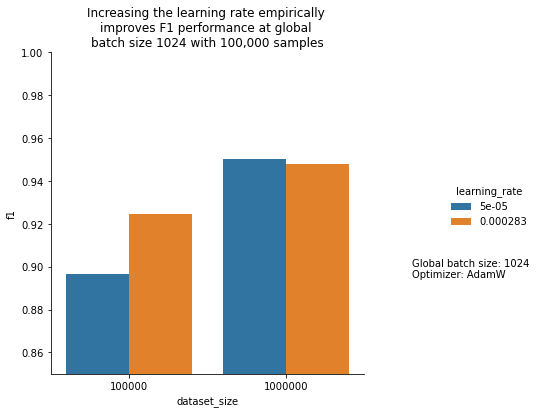 Increasing the learning rate empirically
improves F1 performance at global
batch size 1024 with 100,000 samples
1.00
0.98
0.96
0.94
0.92
0.90
0.88
0.86
f1
100000
1000000
dataset_size
learning_rate
5e-05
0.000283
Global batch size: 1024
Optimizer: AdamW